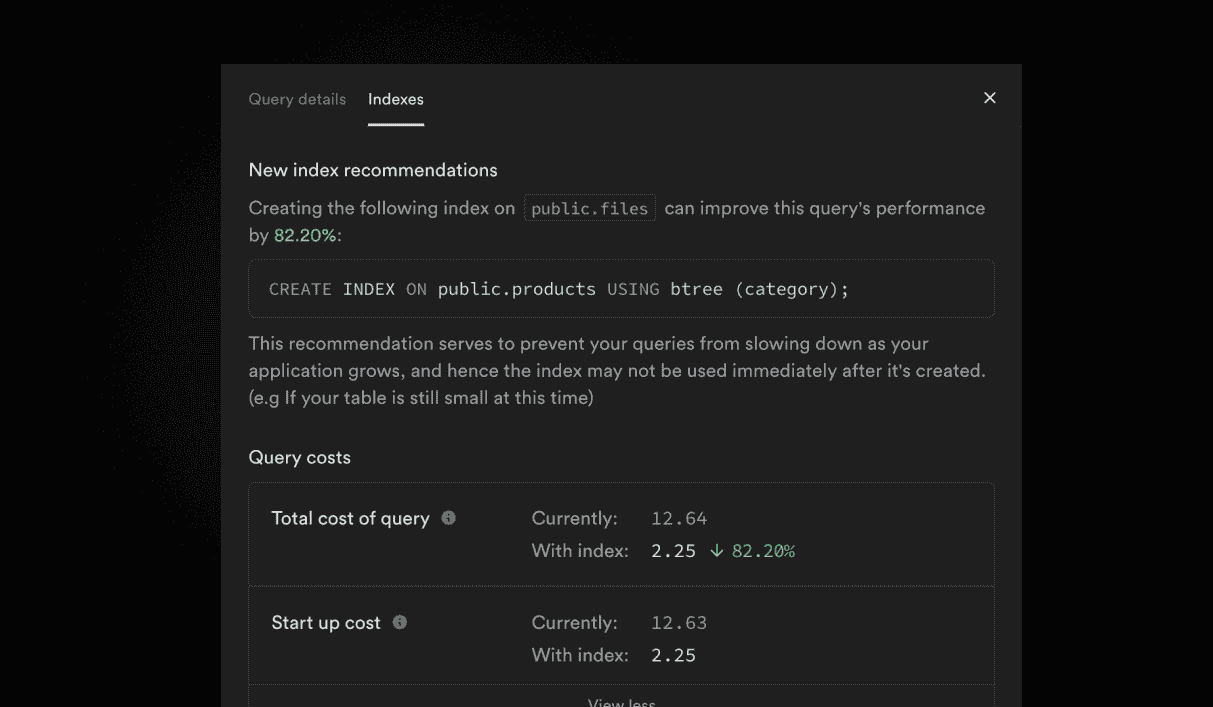 Query details Indexes
New index recommendations
Creating the following index on public.files can improve this query's performance
by 82.20%:
CREATE INDEX ON public.products USING btree (category);
This recommendation serves to prevent your queries from slowing down as your
application grows, and hence the index may not be used immediately after it's created.
(e.g If your table is still small at this time)
Query costs
Total cost of query Currently: 12.64
With index: 2.25 ↓ 82.20%
Start up cost Currently: 12.63
With index: 2.25
View less